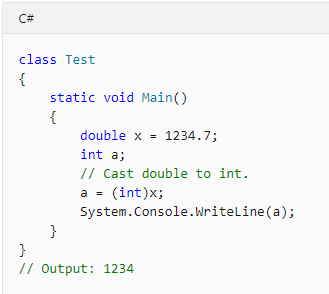 C#
class Test
{
    static void Main()
    {
        double x = 1234.7;
        int a;
        // Cast double to int.
        a = (int)x;
        System.Console.WriteLine(a);
    }
}
// Output: 1234